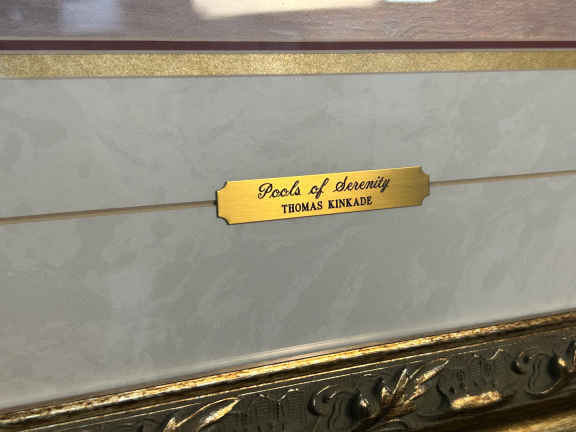 Pools of Serenity
THOMAS KINKADE